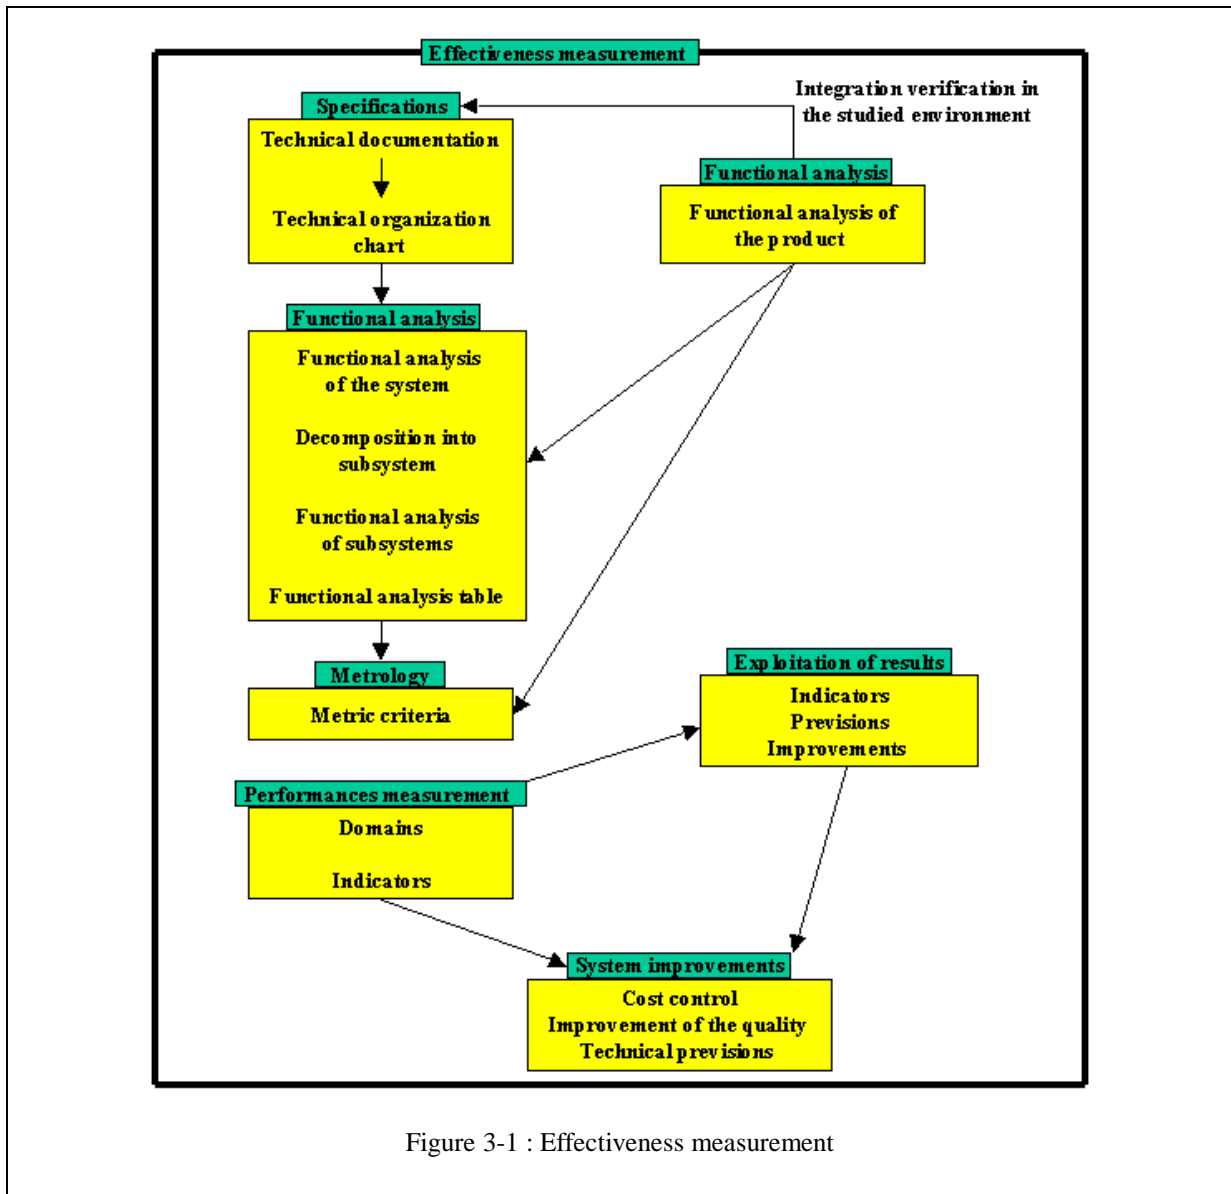 Effectiveness measurement
Integration verification in
the studied environment
Specifications
Technical documentation
Technical organization
chart
Functional analysis
Functional analysis of
the product
Functional analysis
Functional analysis
of the system
Decomposition into
subsystem
Functional analysis
of subsystems
Functional analysis table
Metrology
Metric criteria
Exploitation of results
Indicators
Previsions
Improvements
Performances measurement
Domains
Indicators
System improvements
Cost control
Improvement of the quality
Technical previsions
Figure 3-1 : Effectiveness measurement